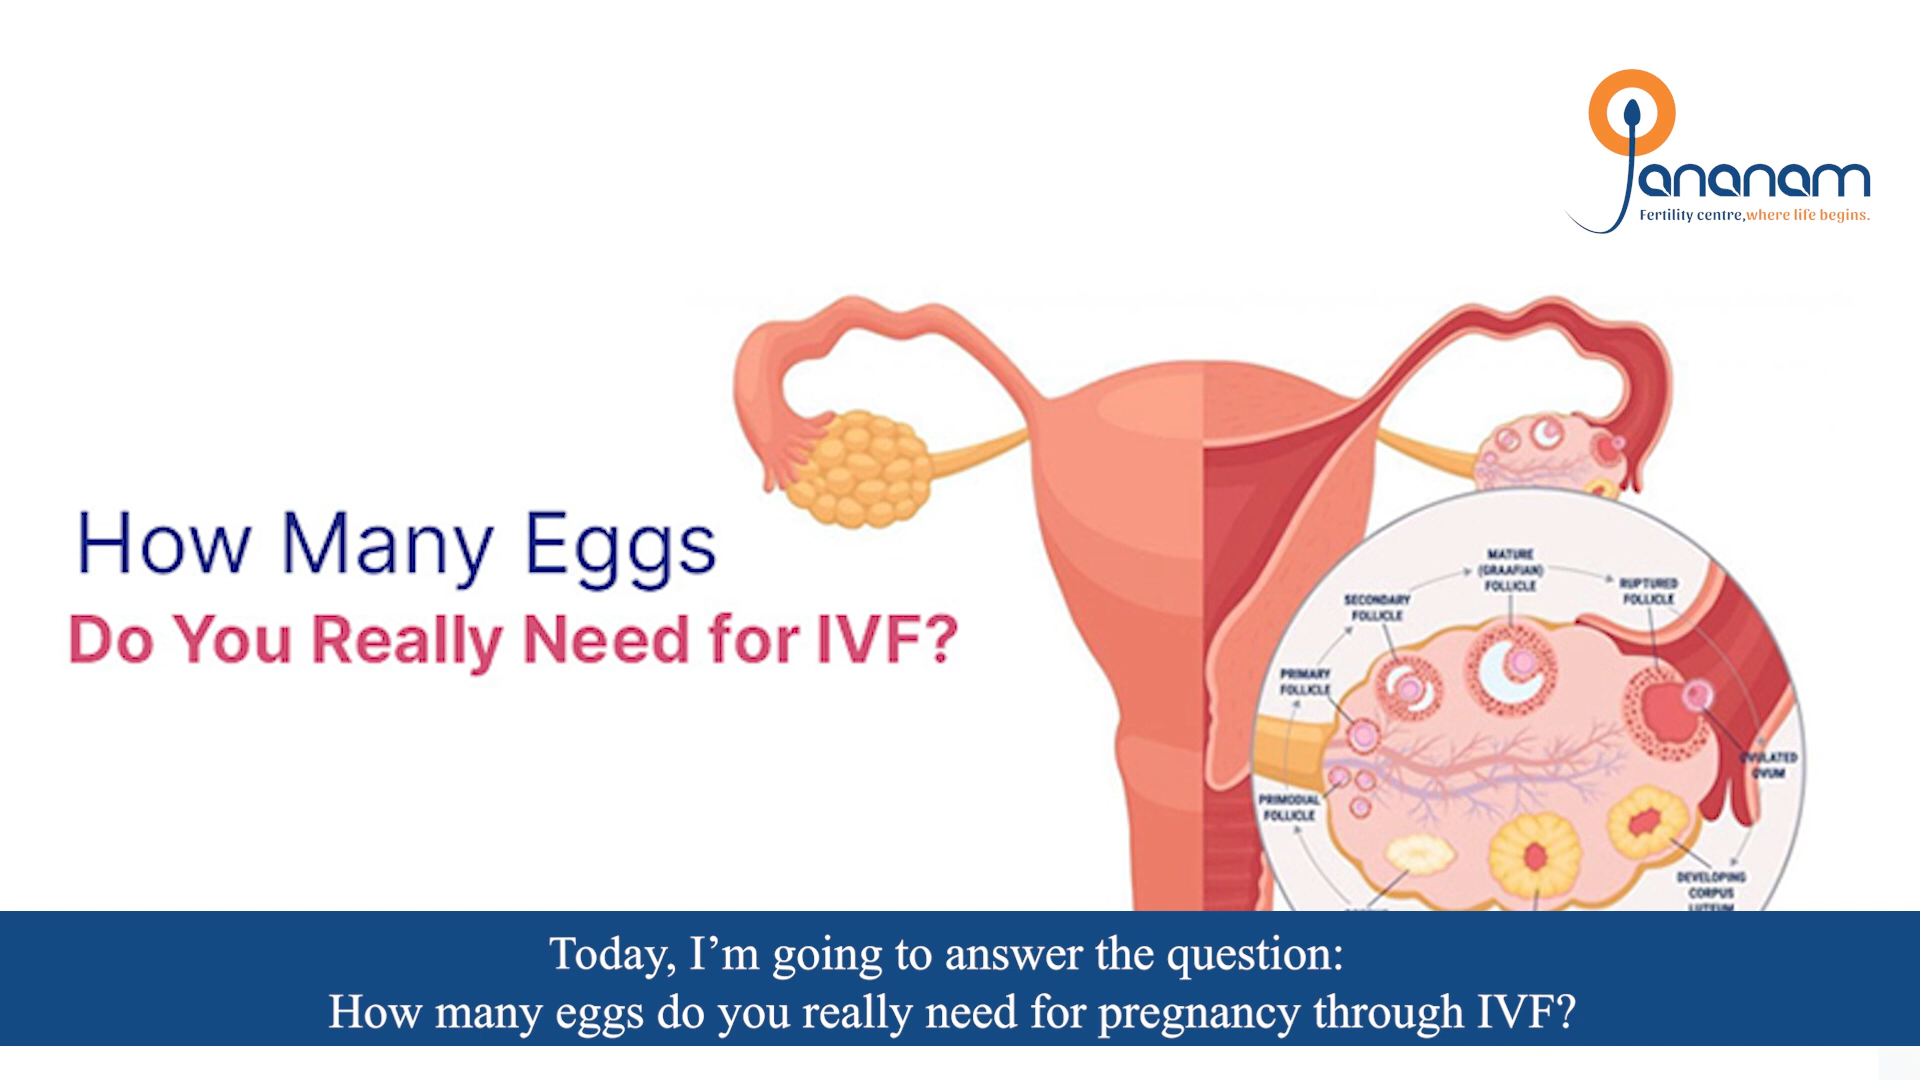 Jananam
Fertility centre,where life begins.
How Many Eggs
Do You Really Need for IVF?
MATURE
(GRAAFIAN)
FOLLICLE
SECONDARY
FOLLICLE
RUPTURED
FOLLICLE
PRIMARY
FOLLICLE
OVULATED
OVUM
PRIMODIAL
FOLLICLE
DEVELOPING
CORPUS
LUTEUM
Today, I’m going to answer the question:
How many eggs do you really need for pregnancy through IVF?